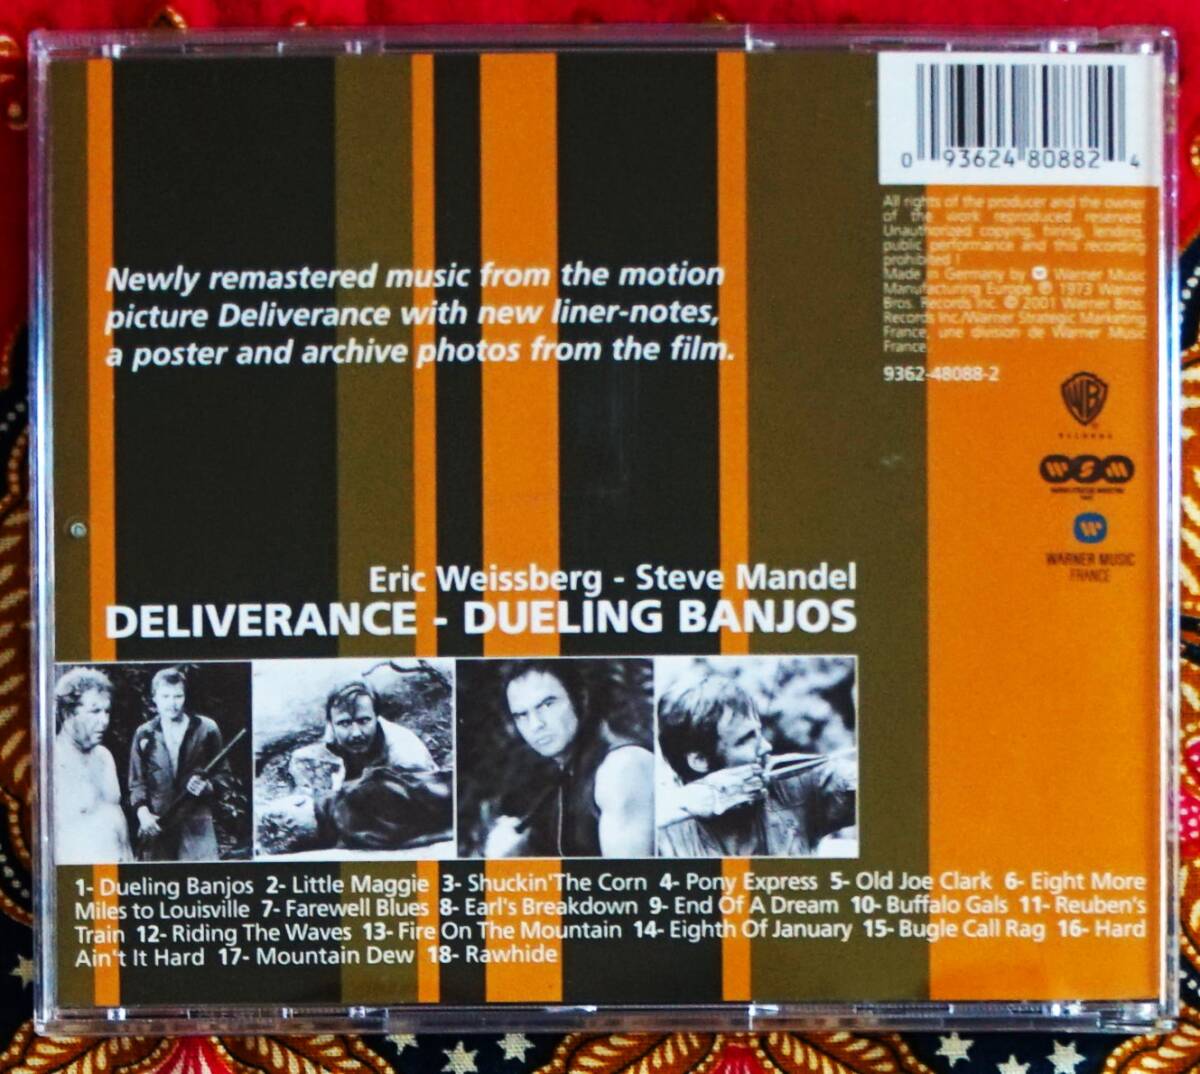 0 93624 80882 4
All rights of the producer and the owner
of the work reproduced reserved.
Unauthorized copying, hiring, lending,
public performance and this recording
prohibited !
Made in Germany by Warner Music
Manufacturing Europe ℗ 1973 Warner
Bros. Records Inc. © 2001 Warner Bros.
Records Inc./Warner Strategic Marketing
France, une division de Warner Music
France.
9362-48088-2
WB
RECORDS
WSM
WARNER MUSIC
FRANCE
Newly remastered music from the motion
picture Deliverance with new liner-notes,
a poster and archive photos from the film.
Eric Weissberg - Steve Mandel
DELIVERANCE - DUELING BANJOS
1- Dueling Banjos 2- Little Maggie 3- Shuckin'The Corn 4- Pony Express 5- Old Joe Clark 6- Eight More
Miles to Louisville 7- Farewell Blues 8- Earl's Breakdown 9- End Of A Dream 10- Buffalo Gals 11- Reuben's
Train 12- Riding The Waves 13- Fire On The Mountain 14- Eighth Of January 15- Bugle Call Rag 16- Hard
Ain't It Hard 17- Mountain Dew 18- Rawhide